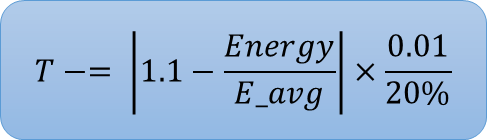 T −= |1.1 − Energy/E_avg| × 0.01/20%